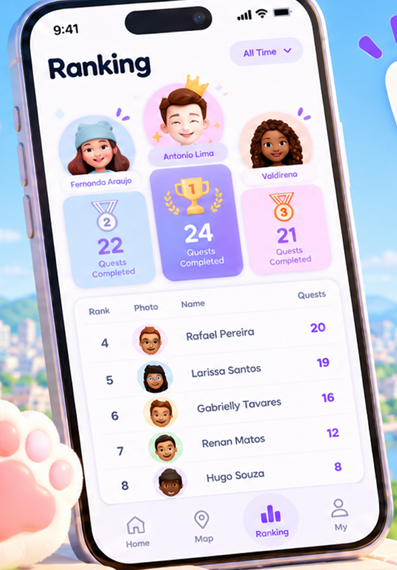 9:41
Ranking
All Time
Fernanda Araujo
Antonio Lima
Valdirena
2
22
Quests
Completed
1
24
Quests
Completed
3
21
Quests
Completed
Rank Photo Name Quests
4 Rafael Pereira 20
5 Larissa Santos 19
6 Gabrielly Tavares 16
7 Renan Matos 12
8 Hugo Souza 8
Home Map Ranking My